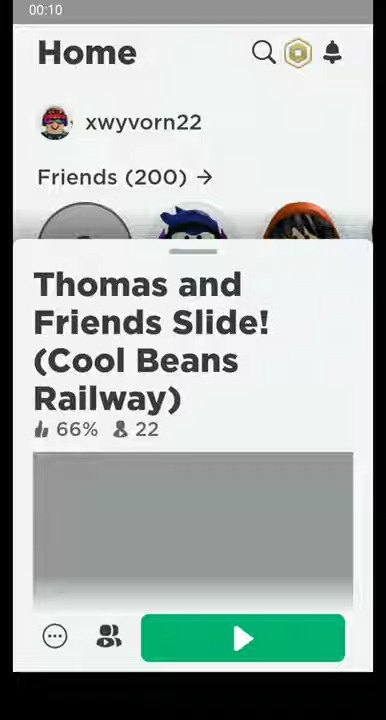 00:10
Home
xwyvorn22
Friends (200) →
Thomas and
Friends Slide!
(Cool Beans
Railway)
66% 22